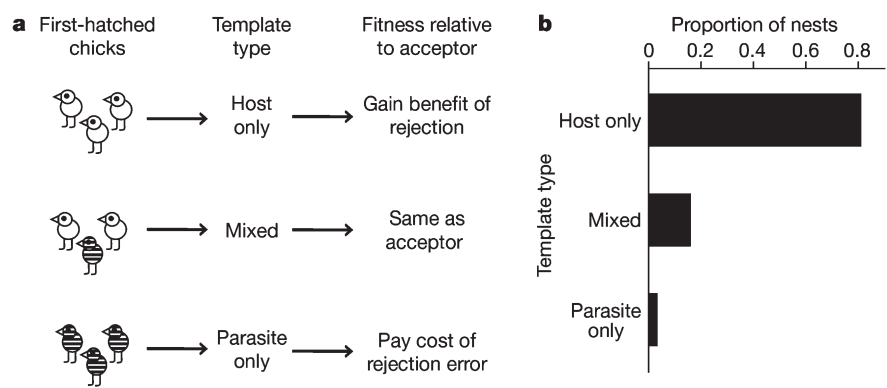 a
First-hatched
chicks
Template
type
Fitness relative
to acceptor
Host
only
Gain benefit of
rejection
Mixed
Same as
acceptor
Parasite
only
Pay cost of
rejection error
b
Proportion of nests
0 0.2 0.4 0.6 0.8
Template type
Host only
Mixed
Parasite
only